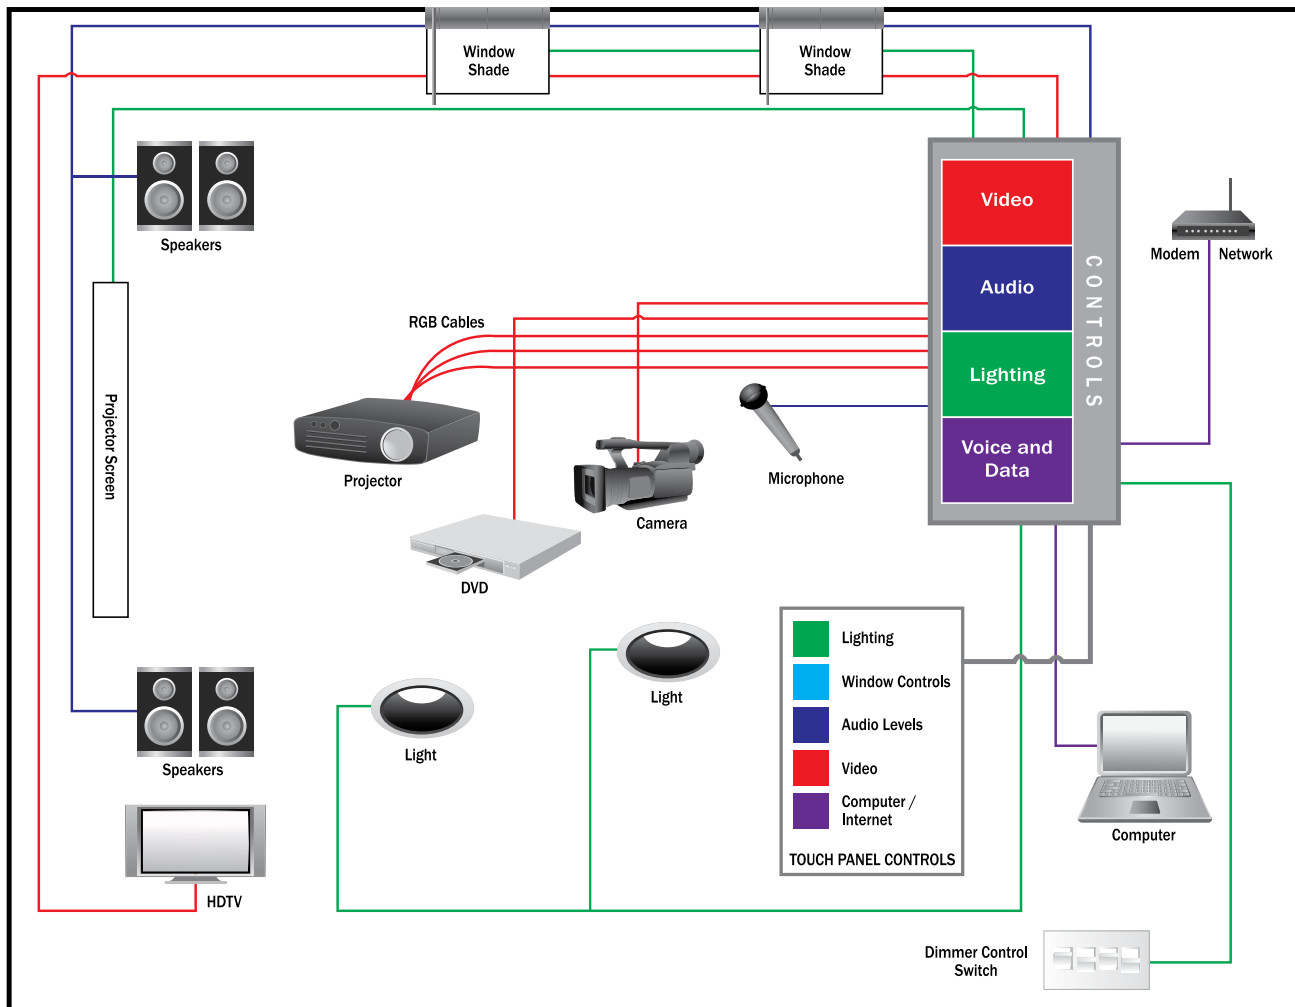 Window
Shade
Window
Shade
Speakers
Video
Audio
Lighting
Voice and
Data
CONTROLS
Modem
Network
RGB Cables
Projector Screen
Projector
Microphone
Camera
DVD
Light
Light
Speakers
HDTV
Lighting
Window Controls
Audio Levels
Video
Computer /
Internet
TOUCH PANEL CONTROLS
Computer
Dimmer Control
Switch